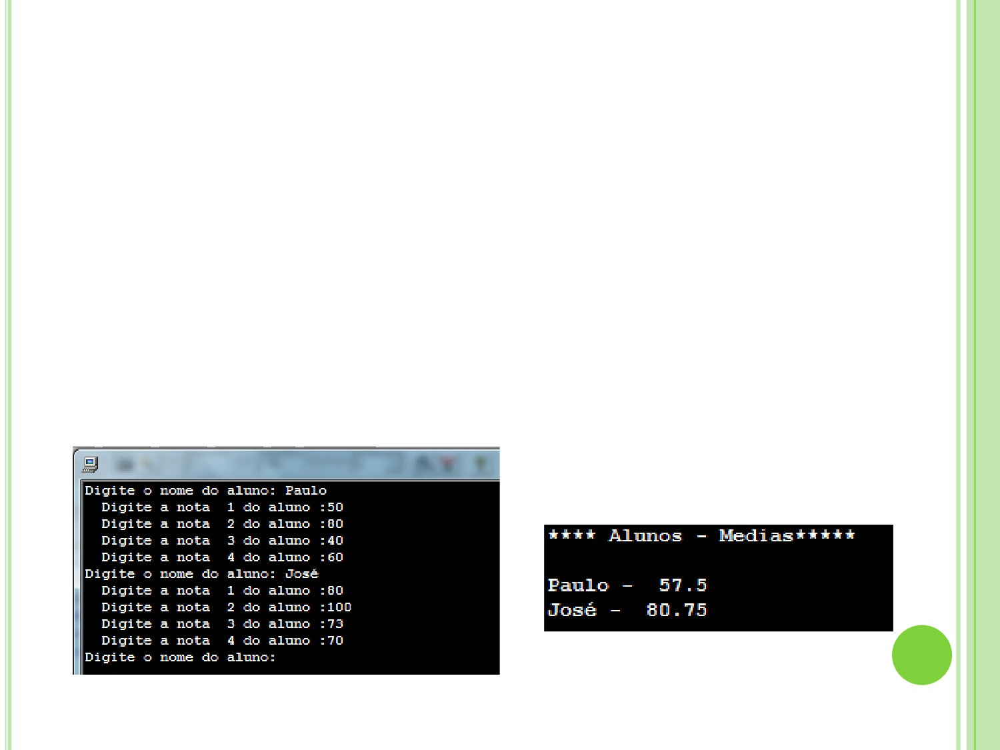 Digite o nome do aluno: Paulo
Digite a nota  1 do aluno :50
Digite a nota  2 do aluno :80
Digite a nota  3 do aluno :40
Digite a nota  4 do aluno :60
Digite o nome do aluno: José
Digite a nota  1 do aluno :80
Digite a nota  2 do aluno :100
Digite a nota  3 do aluno :73
Digite a nota  4 do aluno :70
Digite o nome do aluno:
**** Alunos - Medias*****
Paulo -  57.5
José -  80.75